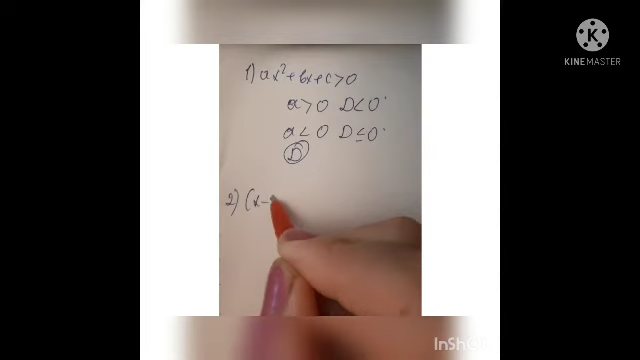 KINEMASTER
1) ax² + bx + c > 0
a > 0 D < 0
a < 0 D ≤ 0
D
2) (x -
InShot